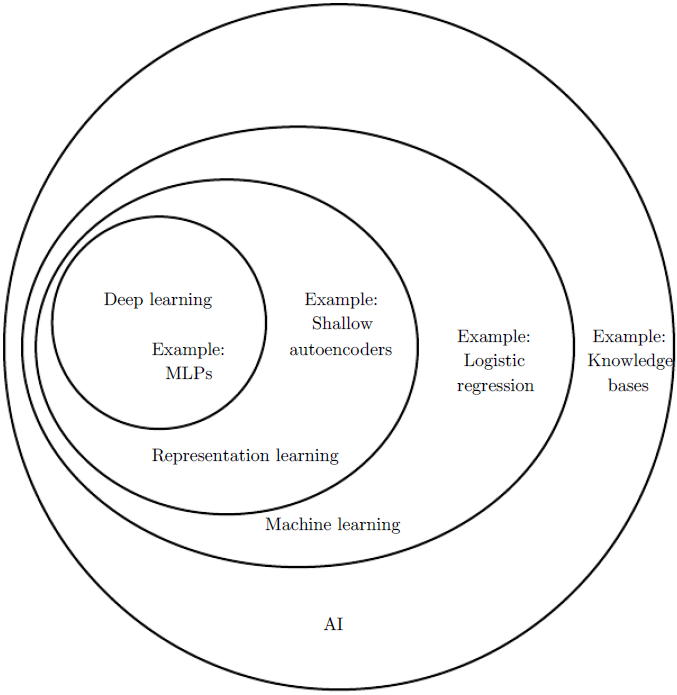 Deep learning
Example:
MLPs
Example:
Shallow
autoencoders
Example:
Logistic
regression
Example:
Knowledge
bases
Representation learning
Machine learning
AI